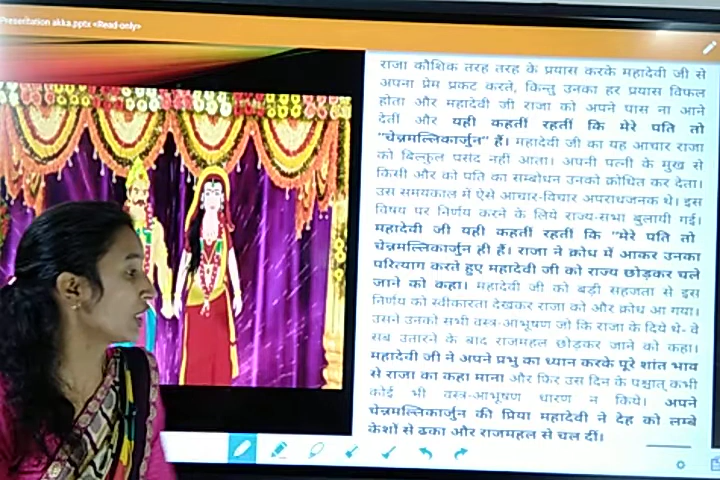 Presentation akka.pptx <Read-only>
राजा कौशिक तरह तरह के प्रयास करके महादेवी जी से
अपना प्रेम प्रकट करते, किन्तु उनका हर प्रयास विफल
होता और महादेवी जी राजा को अपने पास ना आने
देतीं और यही कहतीं रहतीं कि मेरे पति तो
"चेन्नमल्लिकार्जुन" हैं। महादेवी जी का यह आचार राजा
को बिल्कुल पसंद नहीं आता। अपनी पत्नी के मुख से
किसी और को पति का सम्बोधन उनको क्रोधित कर देता।
उस समयकाल में ऐसे आचार-विचार अपराधजनक थे। इस
विषय पर निर्णय करने के लिये राज्य-सभा बुलायी गई।
महादेवी जी यही कहतीं रहतीं कि "मेरे पति तो
चेन्नमल्लिकार्जुन ही हैं। राजा ने क्रोध में आकर उनका
परित्याग करते हुए महादेवी जी को राज्य छोड़कर चले
जाने को कहा। महादेवी जी को बड़ी सहजता से इस
निर्णय को स्वीकारता देखकर राजा को और क्रोध आ गया।
उसने उनको सभी वस्त्र-आभूषण जो कि राजा के दिये थे- वे
सब उतारने के बाद राजमहल छोड़कर जाने को कहा।
महादेवी जी ने अपने प्रभु का ध्यान करके पूरे शांत भाव
से राजा का कहा माना और फिर उस दिन के पश्चात् कभी
कोई भी वस्त्र-आभूषण धारण न किये। अपने
चेन्नमल्लिकार्जुन की प्रिया महादेवी ने देह को लम्बे
केशों से ढका और राजमहल से चल दीं।